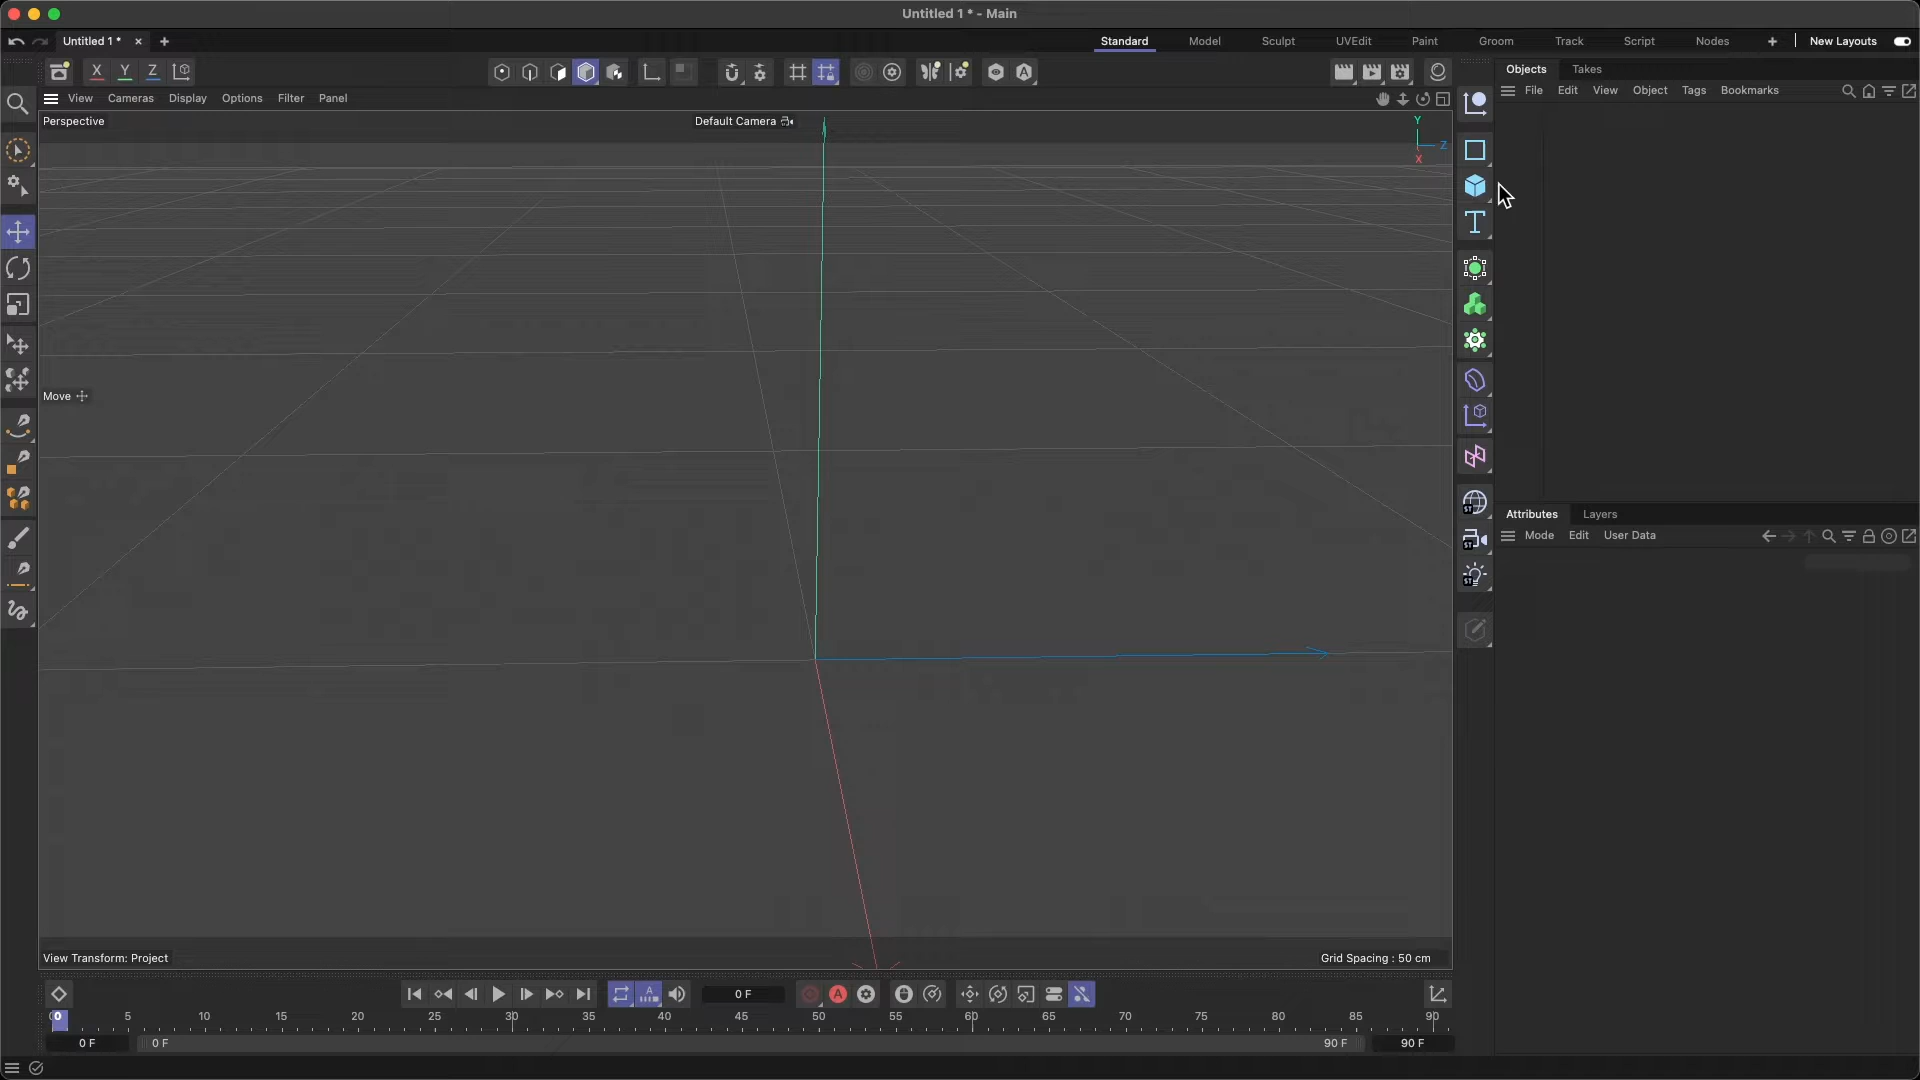 Untitled 1 * - Main
Untitled 1 *
Standard Model Sculpt UVEdit Paint Groom Track Script Nodes New Layouts
X Y Z
Objects Takes
View Cameras Display Options Filter Panel
File Edit View Object Tags Bookmarks
Perspective
Default Camera
Y
Z
X
Move
Attributes Layers
Mode Edit User Data
ST
ST
ST
View Transform: Project
Grid Spacing : 50 cm
0 F
0 5 10 15 20 25 30 35 40 45 50 55 60 65 70 75 80 85 90
0 F 0 F 90 F 90 F